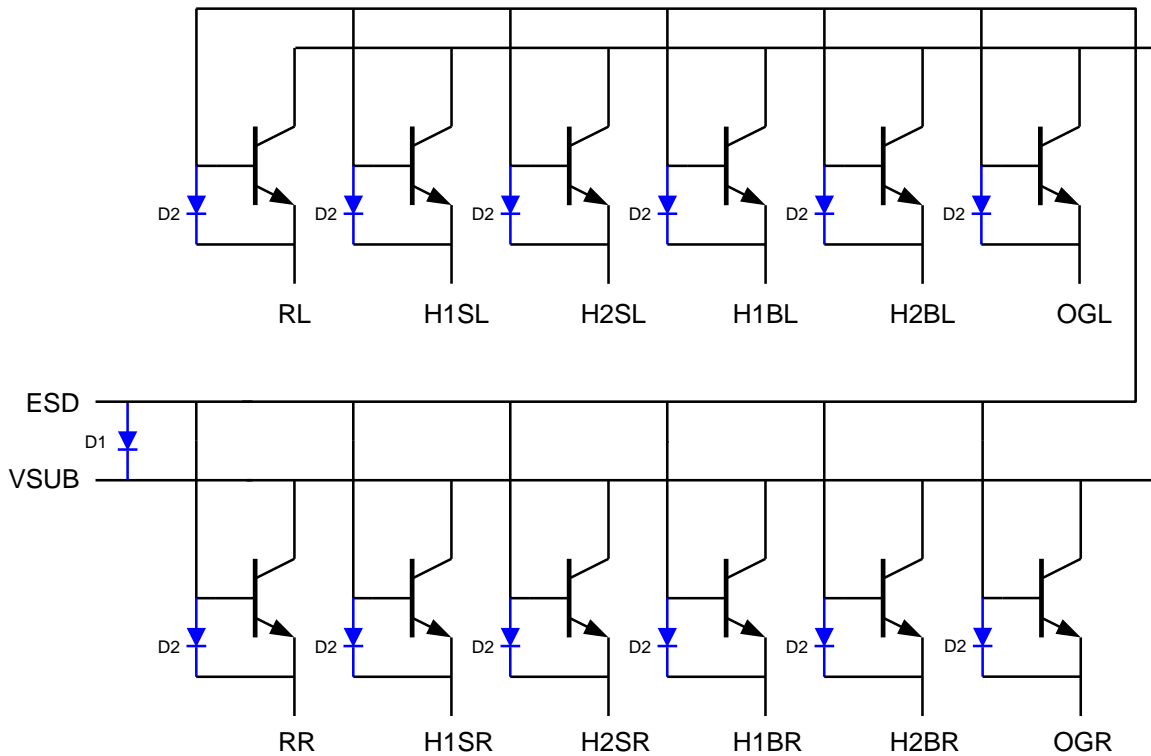 D2 D2 D2 D2 D2 D2
RL H1SL H2SL H1BL H2BL OGL
ESD
D1
VSUB
D2 D2 D2 D2 D2 D2
RR H1SR H2SR H1BR H2BR OGR